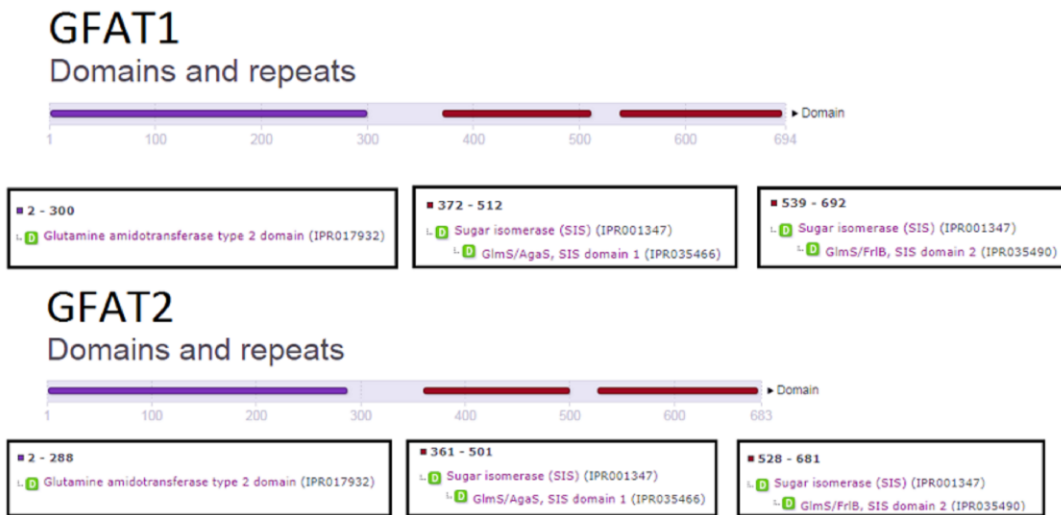 GFAT1
Domains and repeats
Domain
1 100 200 300 400 500 600 694
2 - 300
D Glutamine amidotransferase type 2 domain (IPR017932)
372 - 512
D Sugar isomerase (SIS) (IPR001347)
D GlmS/AgaS, SIS domain 1 (IPR035466)
539 - 692
D Sugar isomerase (SIS) (IPR001347)
D GlmS/FrlB, SIS domain 2 (IPR035490)
GFAT2
Domains and repeats
Domain
1 100 200 300 400 500 600 683
2 - 288
D Glutamine amidotransferase type 2 domain (IPR017932)
361 - 501
D Sugar isomerase (SIS) (IPR001347)
D GlmS/AgaS, SIS domain 1 (IPR035466)
528 - 681
D Sugar isomerase (SIS) (IPR001347)
D GlmS/FrlB, SIS domain 2 (IPR035490)